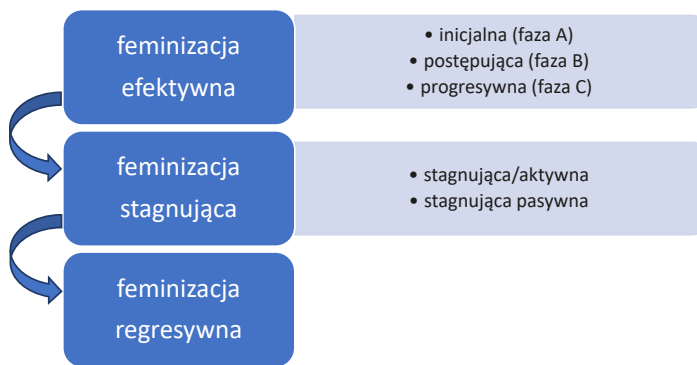 feminizacja
efektywna
• inicjalna (faza A)
• postępująca (faza B)
• progresywna (faza C)
feminizacja
stagnująca
• stagnująca/aktywna
• stagnująca pasywna
feminizacja
regresywna